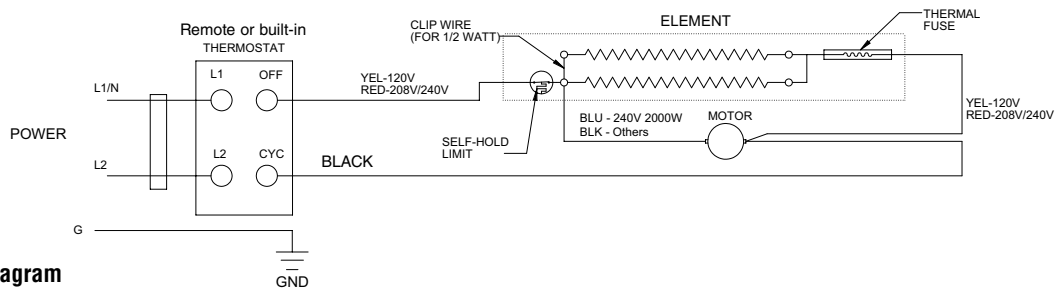 Remote or built-in
THERMOSTAT
L1
OFF
L1/N
POWER
L2
L2
CYC
BLACK
YEL-120V
RED-208V/240V
CLIP WIRE
(FOR 1/2 WATT)
ELEMENT
THERMAL
FUSE
SELF-HOLD
LIMIT
BLU - 240V 2000W
BLK - Others
MOTOR
YEL-120V
RED-208V/240V
G
GND
agram